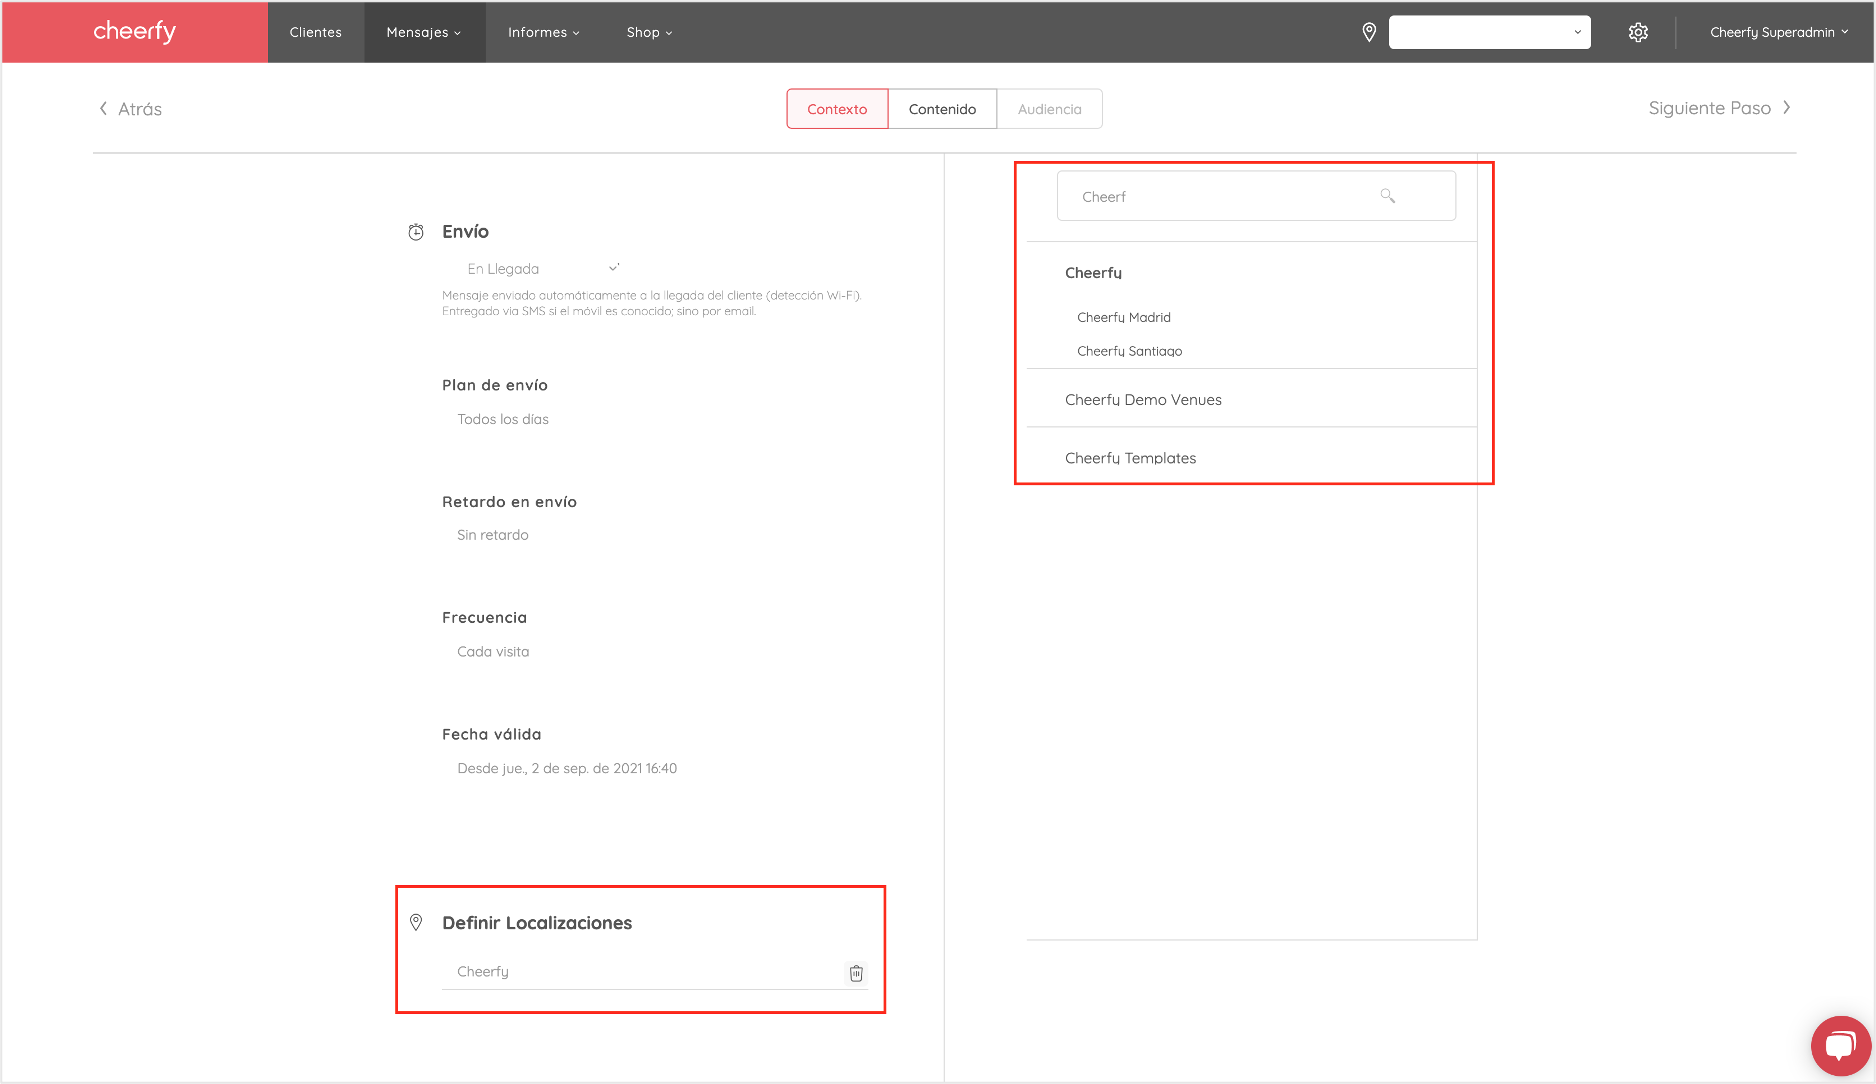 cheerfy
Clientes
Mensajes
Informes
Shop
Cheerfy Superadmin
Atrás
Contexto
Contenido
Audiencia
Siguiente Paso
Envío
En Llegada
Mensaje enviado automáticamente a la llegada del cliente (detección Wi-Fi).
Entregado via SMS si el móvil es conocido; sino por email.
Plan de envío
Todos los días
Retardo en envío
Sin retardo
Frecuencia
Cada visita
Fecha válida
Desde jue., 2 de sep. de 2021 16:40
Definir Localizaciones
Cheerfy
Cheerf
Cheerfy
Cheerfy Madrid
Cheerfy Santiago
Cheerfy Demo Venues
Cheerfy Templates